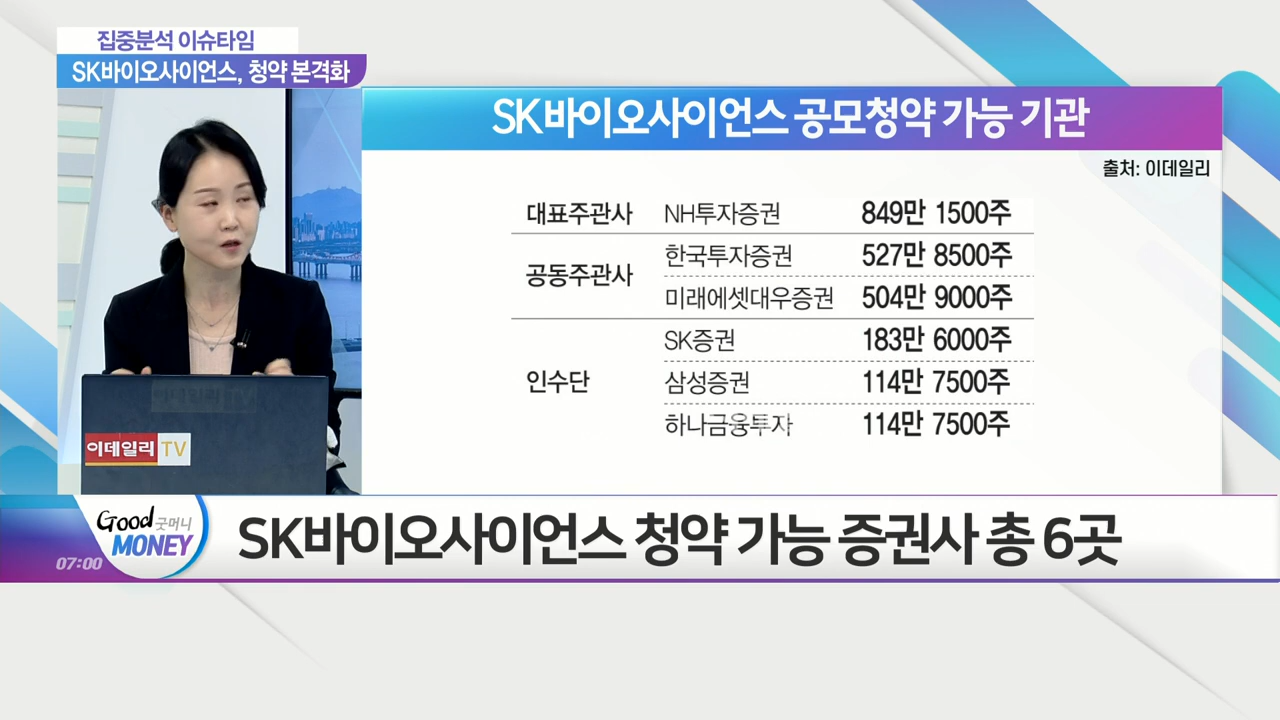 집중분석 이슈타임
SK바이오사이언스, 청약 본격화
SK바이오사이언스 공모청약 가능 기관
출처: 이데일리
대표주관사 NH투자증권 849만 1500주
공동주관사
한국투자증권 527만 8500주
미래에셋대우증권 504만 9000주
인수단
SK증권 183만 6000주
삼성증권 114만 7500주
하나금융투자 114만 7500주
이데일리 TV
Good 굿머니
MONEY
07:00
SK바이오사이언스 청약 가능 증권사 총 6곳